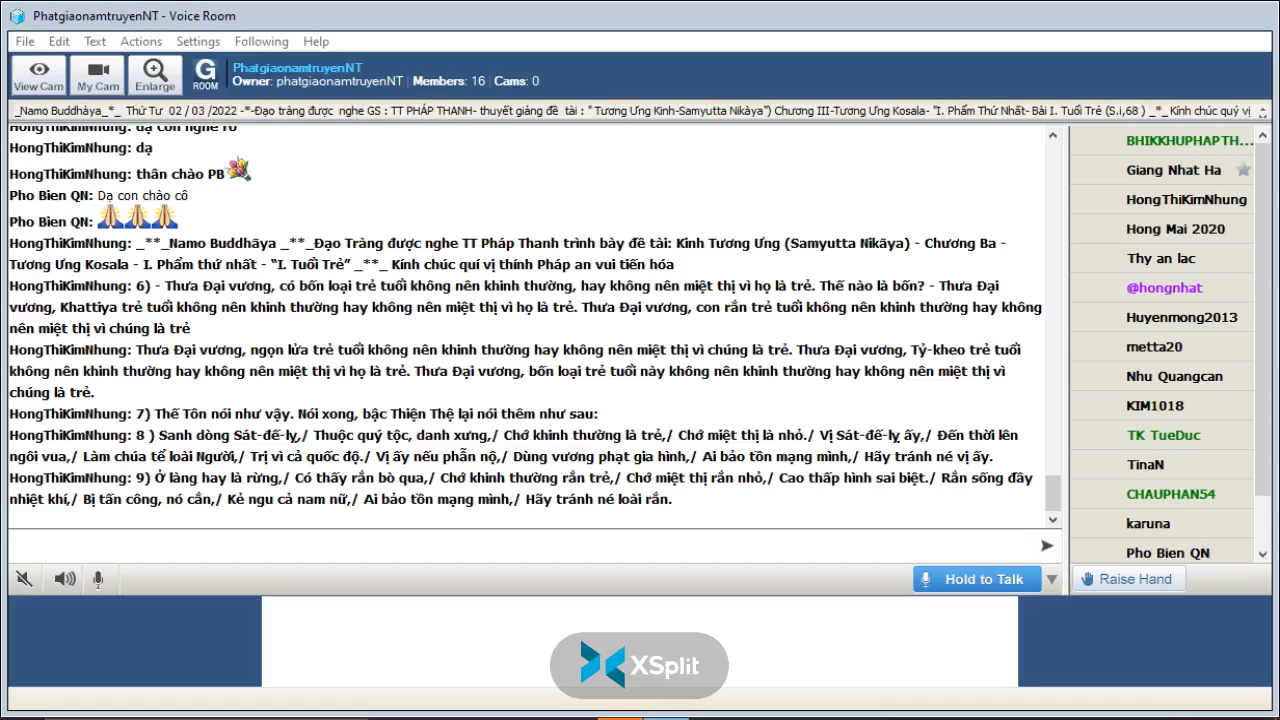 PhatgiaonamtruyenNT - Voice Room
File Edit Text Actions Settings Following Help
View Cam My Cam Enlarge G ROOM
PhatgiaonamtruyenNT
Owner: phatgiaonamtruyenNT | Members: 16 | Cams: 0
_Namo Buddhàya_*_ Thứ Tư 02 / 03 /2022 -*-Đạo tràng được nghe GS : TT PHÁP THANH- thuyết giảng đề tài : " Tương Ưng Kinh-Samyutta Nikàya") Chương III-Tương Ưng Kosala- "I. Phẩm Thứ Nhất- Bài I. Tuổi Trẻ (S.i,68 ) _*_ Kính chúc quý vị
HongThiKimNhung: dạ con nghe rõ
HongThiKimNhung: dạ
HongThiKimNhung: thân chào PB
Pho Bien QN: Dạ con chào cô
Pho Bien QN:
HongThiKimNhung: _**_Namo Buddhāya _**_Đạo Tràng được nghe TT Pháp Thanh trình bày đề tài: Kinh Tương Ưng (Samyutta Nikāya) - Chương Ba -
Tương Ưng Kosala - I. Phẩm thứ nhất - “I. Tuổi Trẻ” _**_ Kính chúc quí vị thính Pháp an vui tiến hóa
HongThiKimNhung: 6) - Thưa Đại vương, có bốn loại trẻ tuổi không nên khinh thường, hay không nên miệt thị vì họ là trẻ. Thế nào là bốn? - Thưa Đại
vương, Khattiya trẻ tuổi không nên khinh thường hay không nên miệt thị vì họ là trẻ. Thưa Đại vương, con rắn trẻ tuổi không nên khinh thường hay không
nên miệt thị vì chúng là trẻ
HongThiKimNhung: Thưa Đại vương, ngọn lửa trẻ tuổi không nên khinh thường hay không nên miệt thị vì chúng là trẻ. Thưa Đại vương, Tỷ-kheo trẻ tuổi
không nên khinh thường hay không nên miệt thị vì họ là trẻ. Thưa Đại vương, bốn loại trẻ tuổi này không nên khinh thường hay không nên miệt thị vì
chúng là trẻ.
HongThiKimNhung: 7) Thế Tôn nói như vậy. Nói xong, bậc Thiện Thệ lại nói thêm như sau:
HongThiKimNhung: 8 ) Sanh dòng Sát-đế-lỵ,/ Thuộc quý tộc, danh xưng,/ Chớ khinh thường là trẻ,/ Chớ miệt thị là nhỏ./ Vị Sát-đế-lỵ ấy,/ Đến thời lên
ngôi vua,/ Làm chúa tể loài Người,/ Trị vì cả quốc độ./ Vị ấy nếu phẫn nộ,/ Dùng vương phạt gia hình,/ Ai bảo tồn mạng mình,/ Hãy tránh né vị ấy.
HongThiKimNhung: 9) Ở làng hay là rừng,/ Có thấy rắn bò qua,/ Chớ khinh thường rắn trẻ,/ Chớ miệt thị rắn nhỏ,/ Cao thấp hình sai biệt./ Rắn sống đầy
nhiệt khí,/ Bị tấn công, nó cắn,/ Kẻ ngu cả nam nữ,/ Ai bảo tồn mạng mình,/ Hãy tránh né loài rắn.
BHIKKHUPHAPTH...
Giang Nhat Ha
HongThiKimNhung
Hong Mai 2020
Thy an lac
@hongnhat
Huyenmong2013
metta20
Nhu Quangcan
KIM1018
TK TueDuc
TinaN
CHAUPHAN54
karuna
Pho Bien QN
Hold to Talk
Raise Hand
XSplit